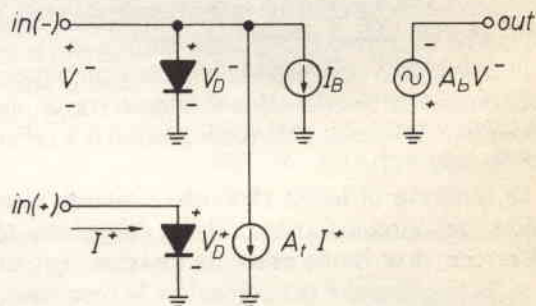 in(-) out
+ + -
V⁻ V_D⁻ I_B A_b V⁻
- - +
in(+)
I⁺ V_D⁺ A_t I⁺
+
-